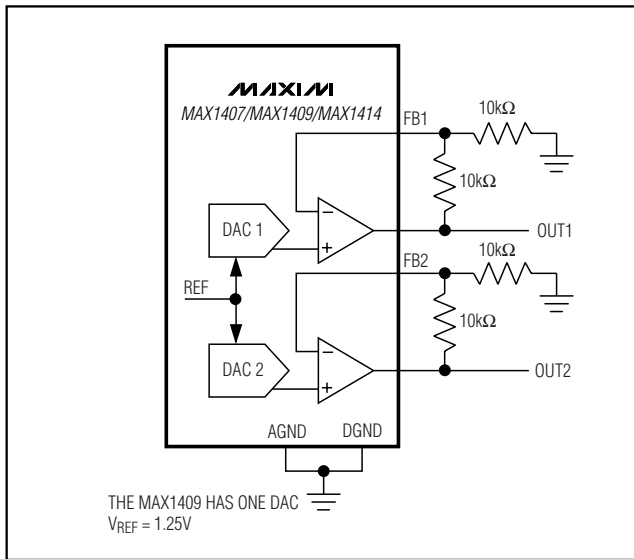 MAXIM
MAX1407/MAX1409/MAX1414
FB1
10kΩ
10kΩ
DAC 1
−
+
OUT1
FB2
10kΩ
REF
10kΩ
DAC 2
−
+
OUT2
AGND
DGND
THE MAX1409 HAS ONE DAC
VREF = 1.25V